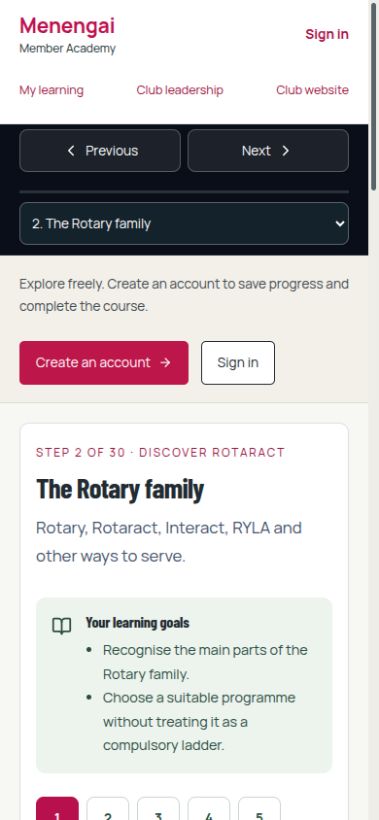 Menengai
Member Academy
Sign in
My learning
Club leadership
Club website
Previous
Next
2. The Rotary family
Explore freely. Create an account to save progress and
complete the course.
Create an account →
Sign in
STEP 2 OF 30 · DISCOVER ROTARACT
The Rotary family
Rotary, Rotaract, Interact, RYLA and
other ways to serve.
Your learning goals
• Recognise the main parts of the
Rotary family.
• Choose a suitable programme
without treating it as a
compulsory ladder.
1 2 3 4 5